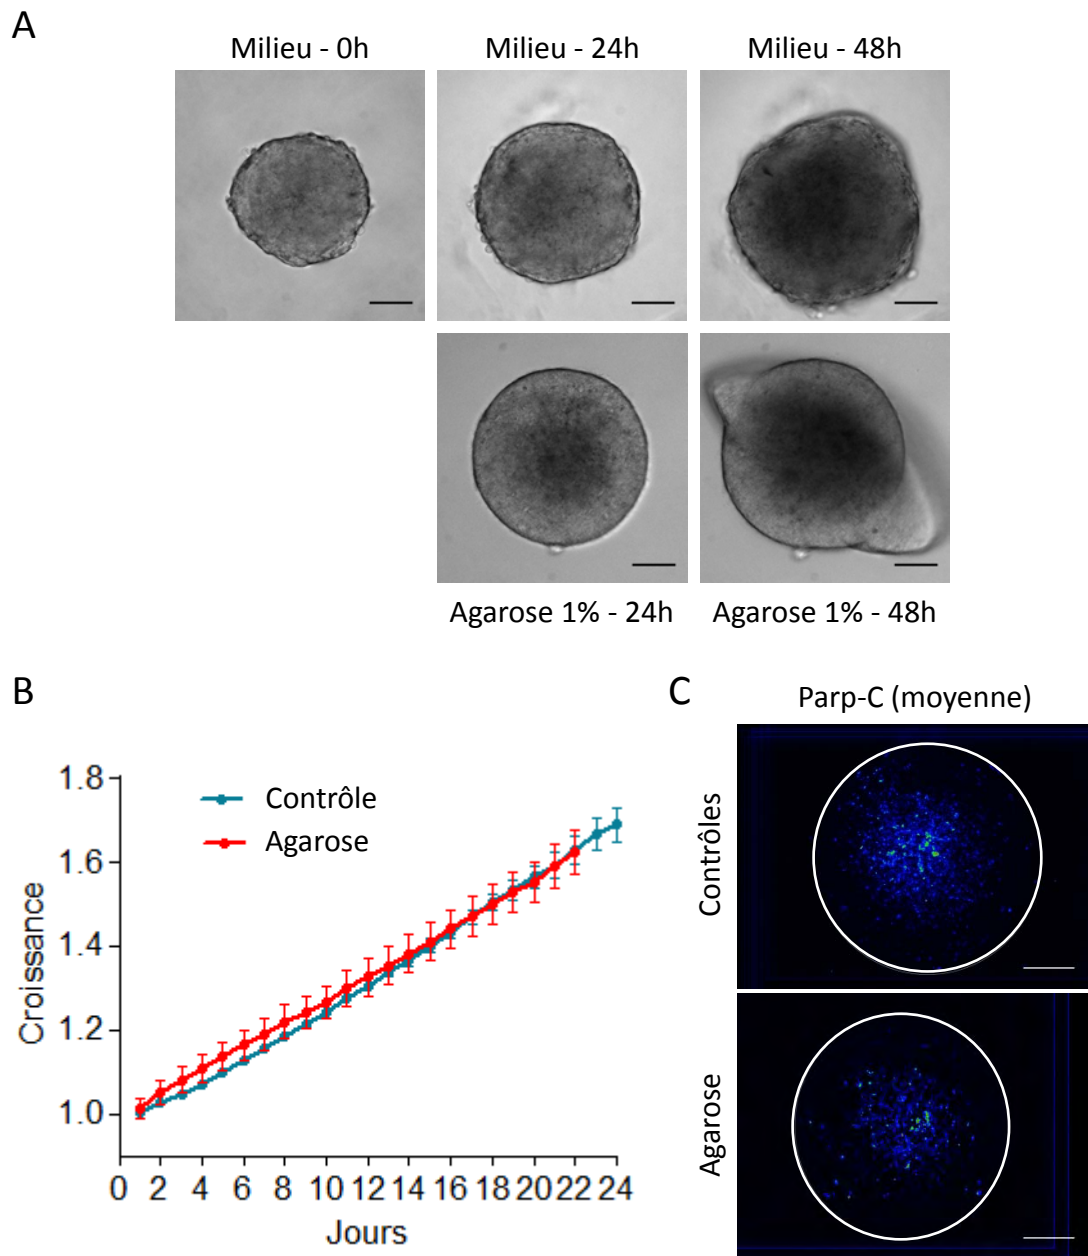 A
Milieu - 0h
Milieu - 24h
Milieu - 48h
Agarose 1% - 24h
Agarose 1% - 48h
B
1.8
1.6
1.4
1.2
1.0
Croissance
Contrôle
Agarose
0 2 4 6 8 10 12 14 16 18 20 22 24
Jours
C
Parp-C (moyenne)
Contrôles
Agarose